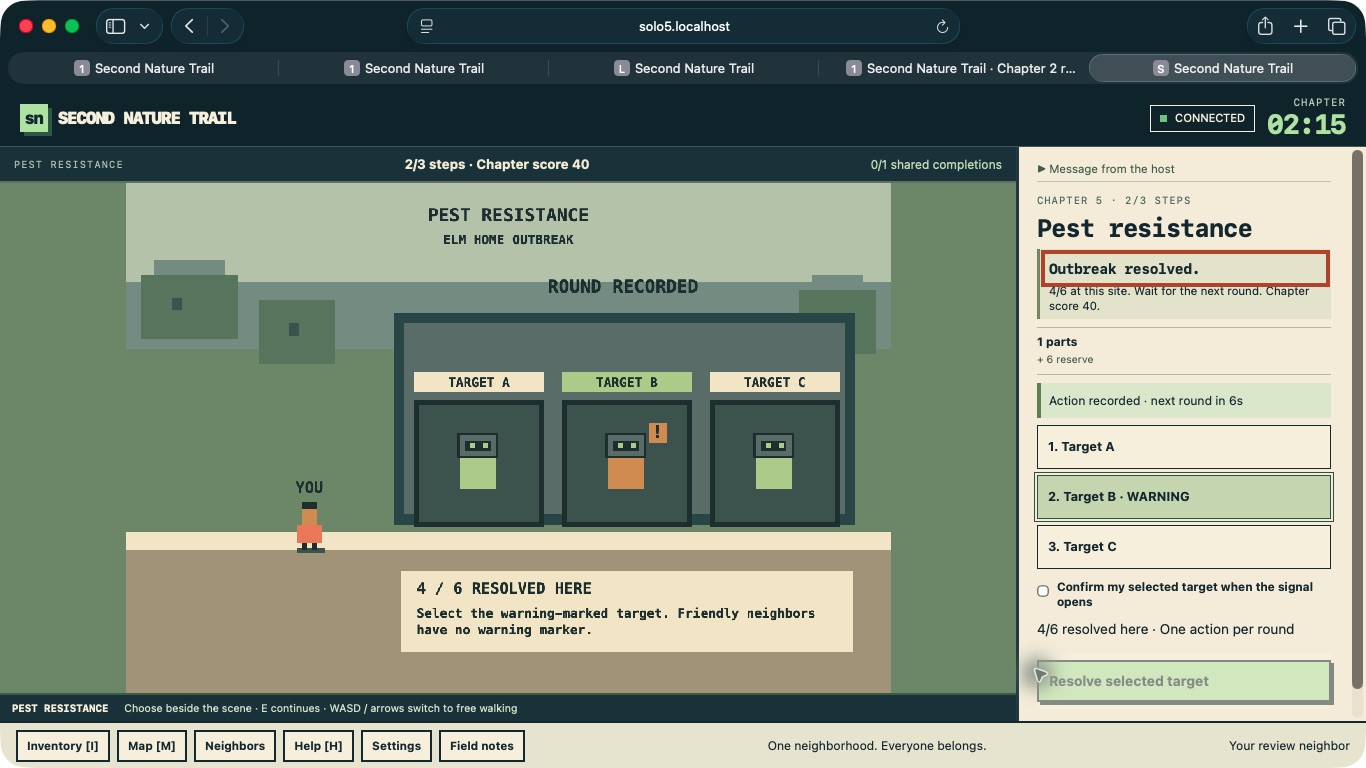 solo5.localhost
1 Second Nature Trail
1 Second Nature Trail
L Second Nature Trail
1 Second Nature Trail · Chapter 2 r...
S Second Nature Trail
sn SECOND NATURE TRAIL
CONNECTED
CHAPTER
02:15
PEST RESISTANCE
2/3 steps · Chapter score 40
0/1 shared completions
PEST RESISTANCE
ELM HOME OUTBREAK
ROUND RECORDED
TARGET A
TARGET B
TARGET C
!
YOU
4 / 6 RESOLVED HERE
Select the warning-marked target. Friendly neighbors
have no warning marker.
PEST RESISTANCE
Choose beside the scene · E continues · WASD / arrows switch to free walking
Message from the host
CHAPTER 5 · 2/3 STEPS
Pest resistance
Outbreak resolved.
4/6 at this site. Wait for the next round. Chapter
score 40.
1 parts
+ 6 reserve
Action recorded · next round in 6s
1. Target A
2. Target B · WARNING
3. Target C
Confirm my selected target when the signal
opens
4/6 resolved here · One action per round
Resolve selected target
Inventory [I]
Map [M]
Neighbors
Help [H]
Settings
Field notes
One neighborhood. Everyone belongs.
Your review neighbor